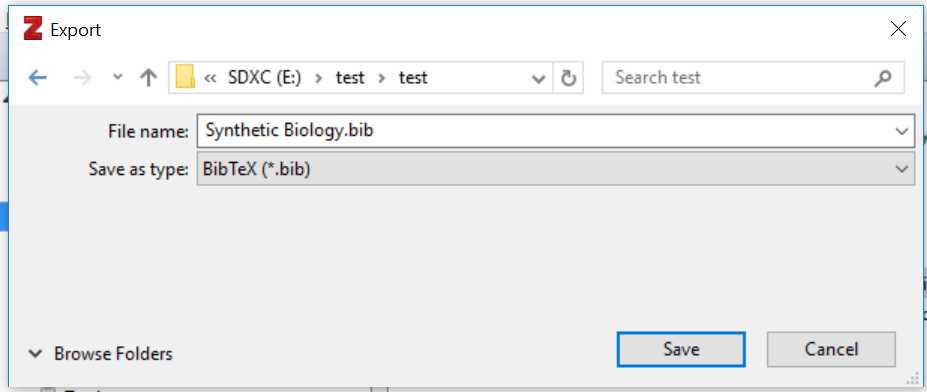 Z Export
« SDXC (E:) › test › test
Search test
File name: Synthetic Biology.bib
Save as type: BibTeX (*.bib)
Browse Folders
Save
Cancel